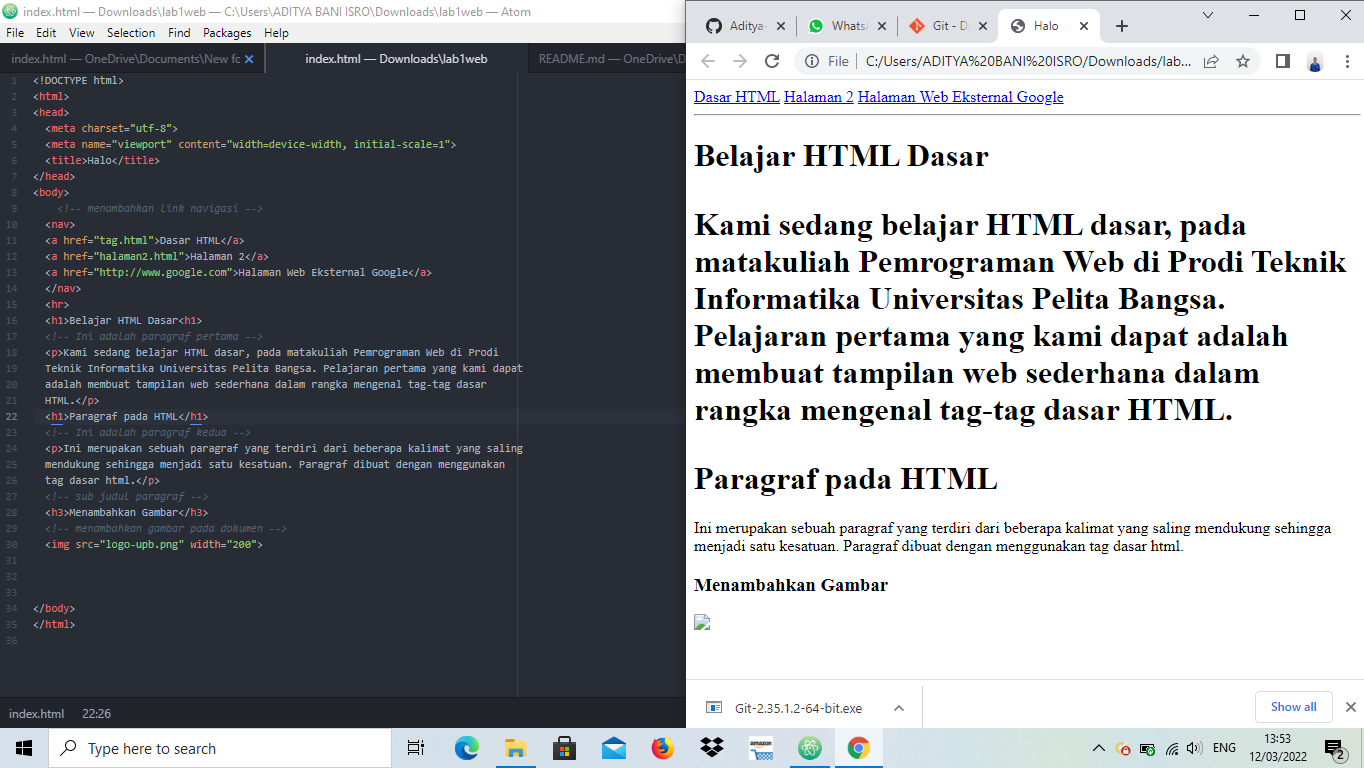 index.html — Downloads\lab1web — C:\Users\ADITYA BANI ISRO\Downloads\lab1web — Atom
File Edit View Selection Find Packages Help
index.html — OneDrive\Documents\New fo
index.html — Downloads\lab1web
README.md — OneDrive\D
1 <!DOCTYPE html>
2 <html>
3 <head>
4 <meta charset="utf-8">
5 <meta name="viewport" content="width=device-width, initial-scale=1">
6 <title>Halo</title>
7 </head>
8 <body>
9 <!-- menambahkan Link navigasi -->
10 <nav>
11 <a href="tag.html">Dasar HTML</a>
12 <a href="halaman2.html">Halaman 2</a>
13 <a href="http://www.google.com">Halaman Web Eksternal Google</a>
14 </nav>
15 <hr>
16 <h1>Belajar HTML Dasar<h1>
17 <!-- Ini adalah paragraf pertama -->
18 <p>Kami sedang belajar HTML dasar, pada matakuliah Pemrograman Web di Prodi
19 Teknik Informatika Universitas Pelita Bangsa. Pelajaran pertama yang kami dapat
20 adalah membuat tampilan web sederhana dalam rangka mengenal tag-tag dasar
21 HTML.</p>
22 <h1>Paragraf pada HTML</h1>
23 <!-- Ini adalah paragraf kedua -->
24 <p>Ini merupakan sebuah paragraf yang terdiri dari beberapa kalimat yang saling
25 mendukung sehingga menjadi satu kesatuan. Paragraf dibuat dengan menggunakan
26 tag dasar html.</p>
27 <!-- sub judul paragraf -->
28 <h3>Menambahkan Gambar</h3>
29 <!-- menambahkan gambar pada dokumen -->
30 <img src="logo-upb.png" width="200">
31
32
33
34 </body>
35 </html>
36
index.html 22:26
Aditya-
Whats
Git - D
Halo
File C:/Users/ADITYA%20BANI%20ISRO/Downloads/lab...
Dasar HTML Halaman 2 Halaman Web Eksternal Google
Belajar HTML Dasar
Kami sedang belajar HTML dasar, pada
matakuliah Pemrograman Web di Prodi Teknik
Informatika Universitas Pelita Bangsa.
Pelajaran pertama yang kami dapat adalah
membuat tampilan web sederhana dalam
rangka mengenal tag-tag dasar HTML.
Paragraf pada HTML
Ini merupakan sebuah paragraf yang terdiri dari beberapa kalimat yang saling mendukung sehingga
menjadi satu kesatuan. Paragraf dibuat dengan menggunakan tag dasar html.
Menambahkan Gambar
Git-2.35.1.2-64-bit.exe
Show all
Type here to search
amazon
ENG
13:53
12/03/2022
2